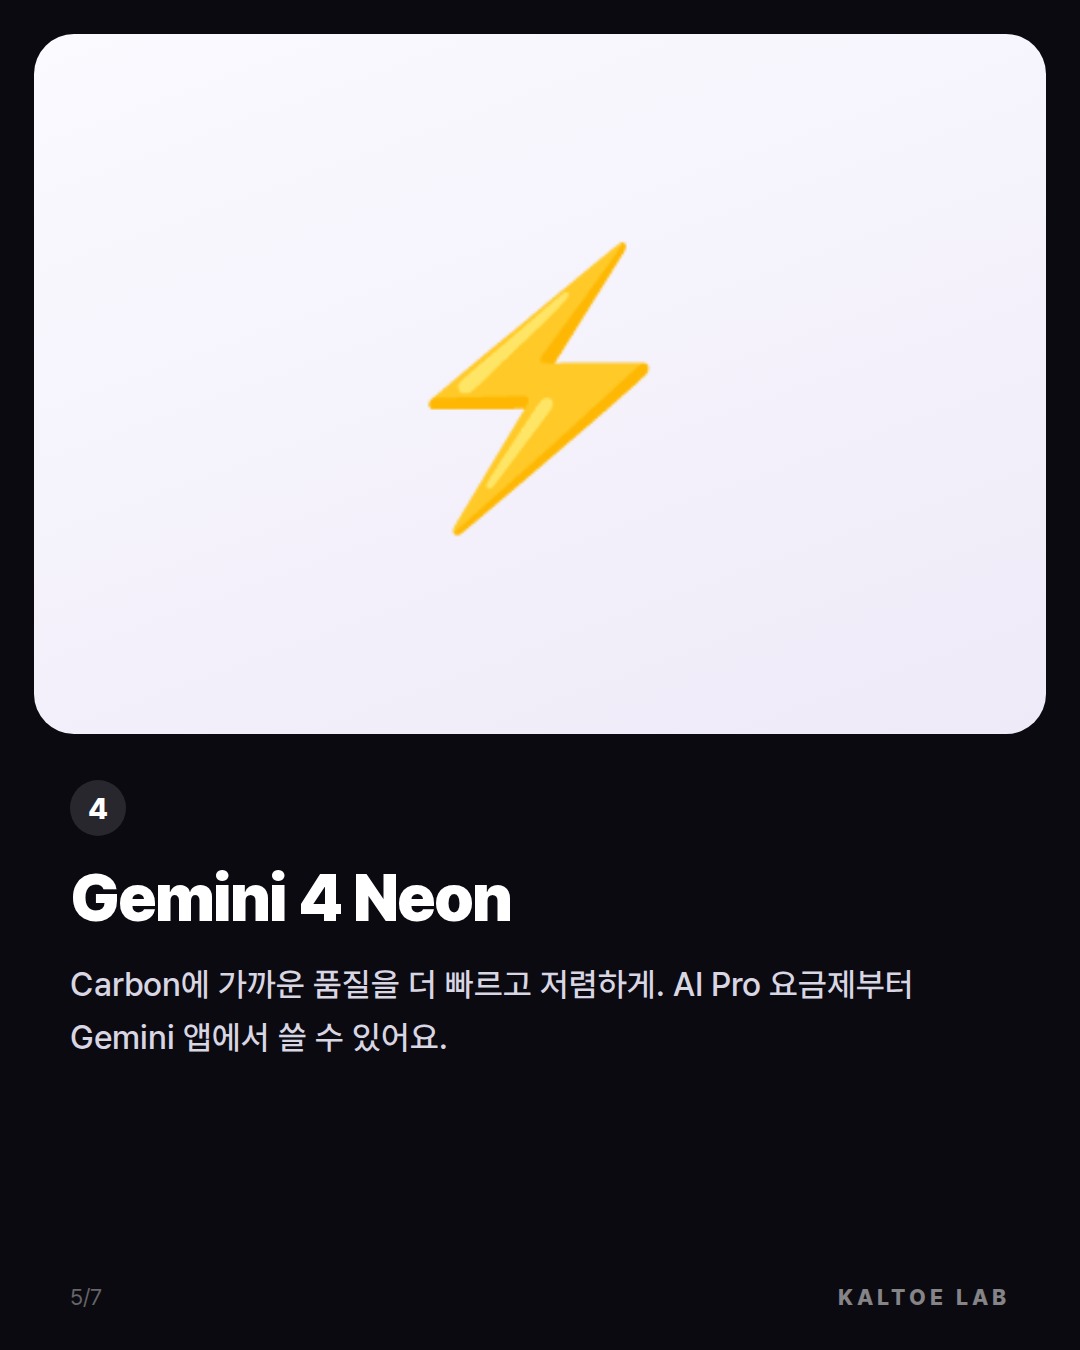 4
Gemini 4 Neon
Carbon에 가까운 품질을 더 빠르고 저렴하게. AI Pro 요금제부터
Gemini 앱에서 쓸 수 있어요.
5/7
KALTOE LAB